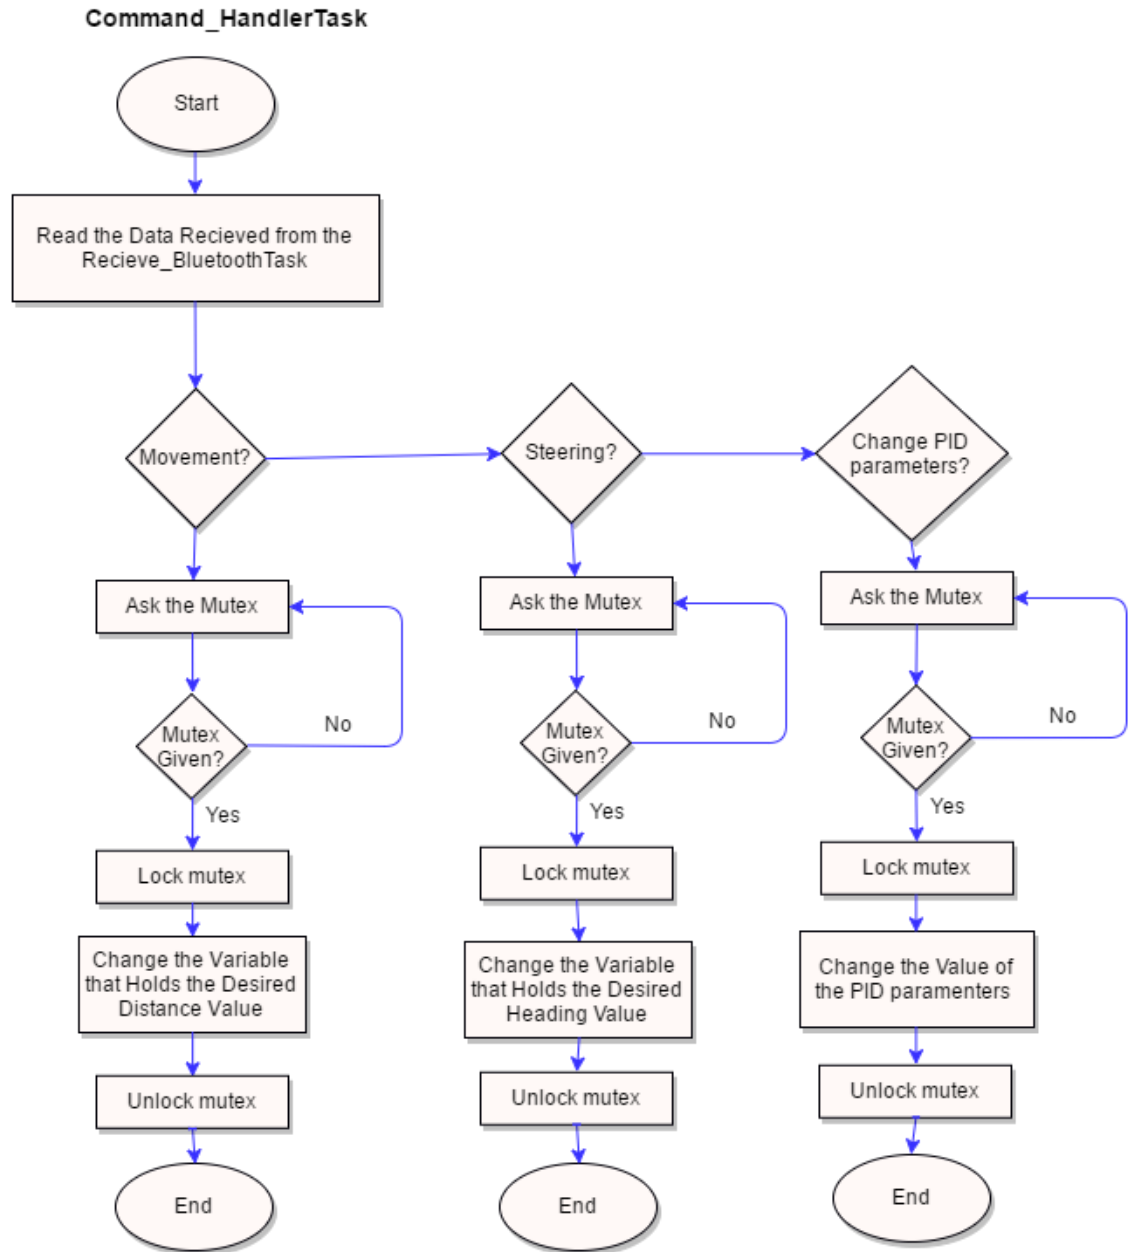 Command_HandlerTask
Start
Read the Data Recieved from the
Recieve_BluetoothTask
Movement?
Steering?
Change PID
parameters?
Ask the Mutex
Ask the Mutex
Ask the Mutex
Mutex
Given?
No
Mutex
Given?
No
Mutex
Given?
No
Yes
Yes
Yes
Lock mutex
Lock mutex
Lock mutex
Change the Variable
that Holds the Desired
Distance Value
Change the Variable
that Holds the Desired
Heading Value
Change the Value of
the PID paramenters
Unlock mutex
Unlock mutex
Unlock mutex
End
End
End